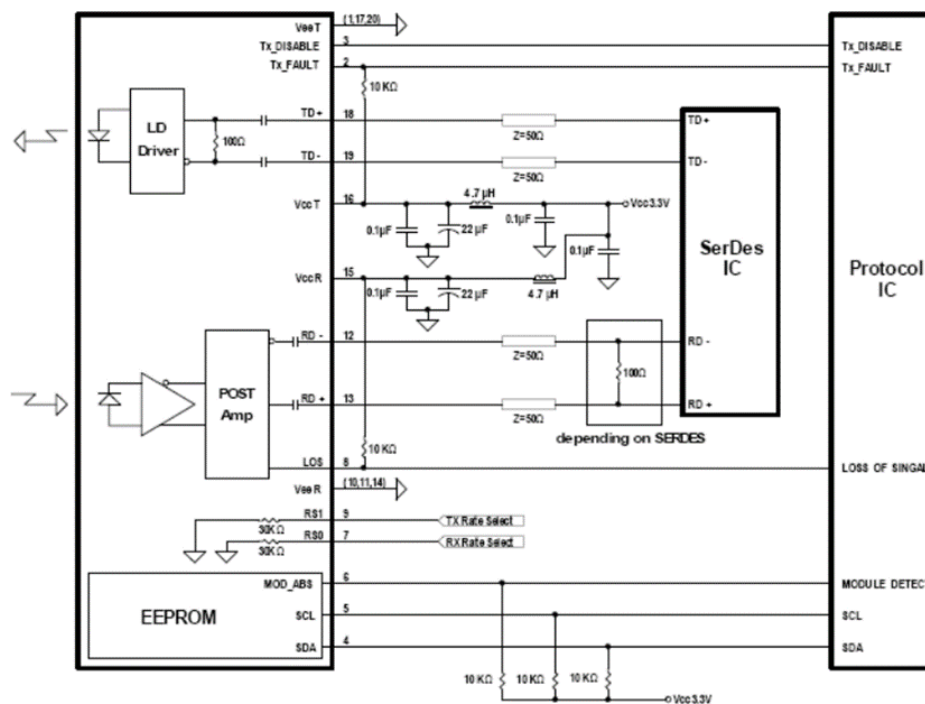 VeeT (1,17,20)
Tx_DISABLE 3 Tx_DISABLE
Tx_FAULT 2 Tx_FAULT
10 KΩ
LD
Driver
100Ω
TD+ 18 Z=50Ω TD+
TD- 19 Z=50Ω TD-
VccT 16 4.7 µH Vcc3.3V
0.1µF 22 µF 0.1µF 0.1µF
SerDes
IC
Protocol
IC
VccR 15
0.1µF 22 µF 4.7 µH
RD- 12 Z=50Ω RD-
POST
Amp
100Ω
RD+ 13 Z=50Ω RD+
depending on SERDES
10 KΩ
LOS 8 LOSS OF SINGAL
VeeR (10,11,14)
RS1 9 TX Rate Select
30KΩ
RS0 7 RX Rate Select
30KΩ
EEPROM
MOD_ABS 6 MODULE DETECT
SCL 5 SCL
SDA 4 SDA
10 KΩ 10 KΩ 10 KΩ
Vcc3.3V